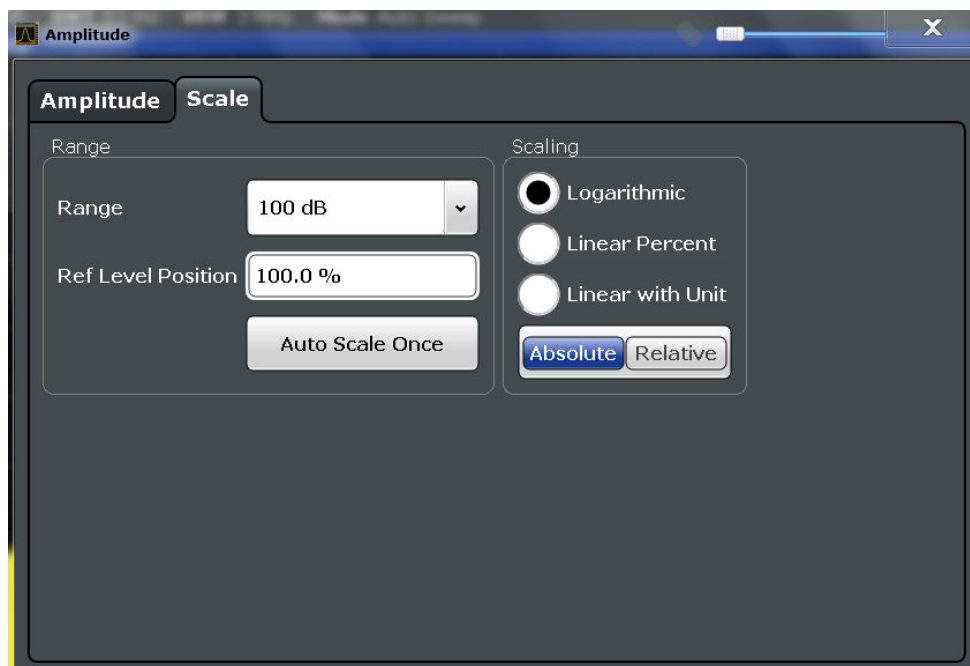 Amplitude
X
Amplitude
Scale
Range
Range
100 dB
Ref Level Position
100.0 %
Auto Scale Once
Scaling
Logarithmic
Linear Percent
Linear with Unit
Absolute
Relative